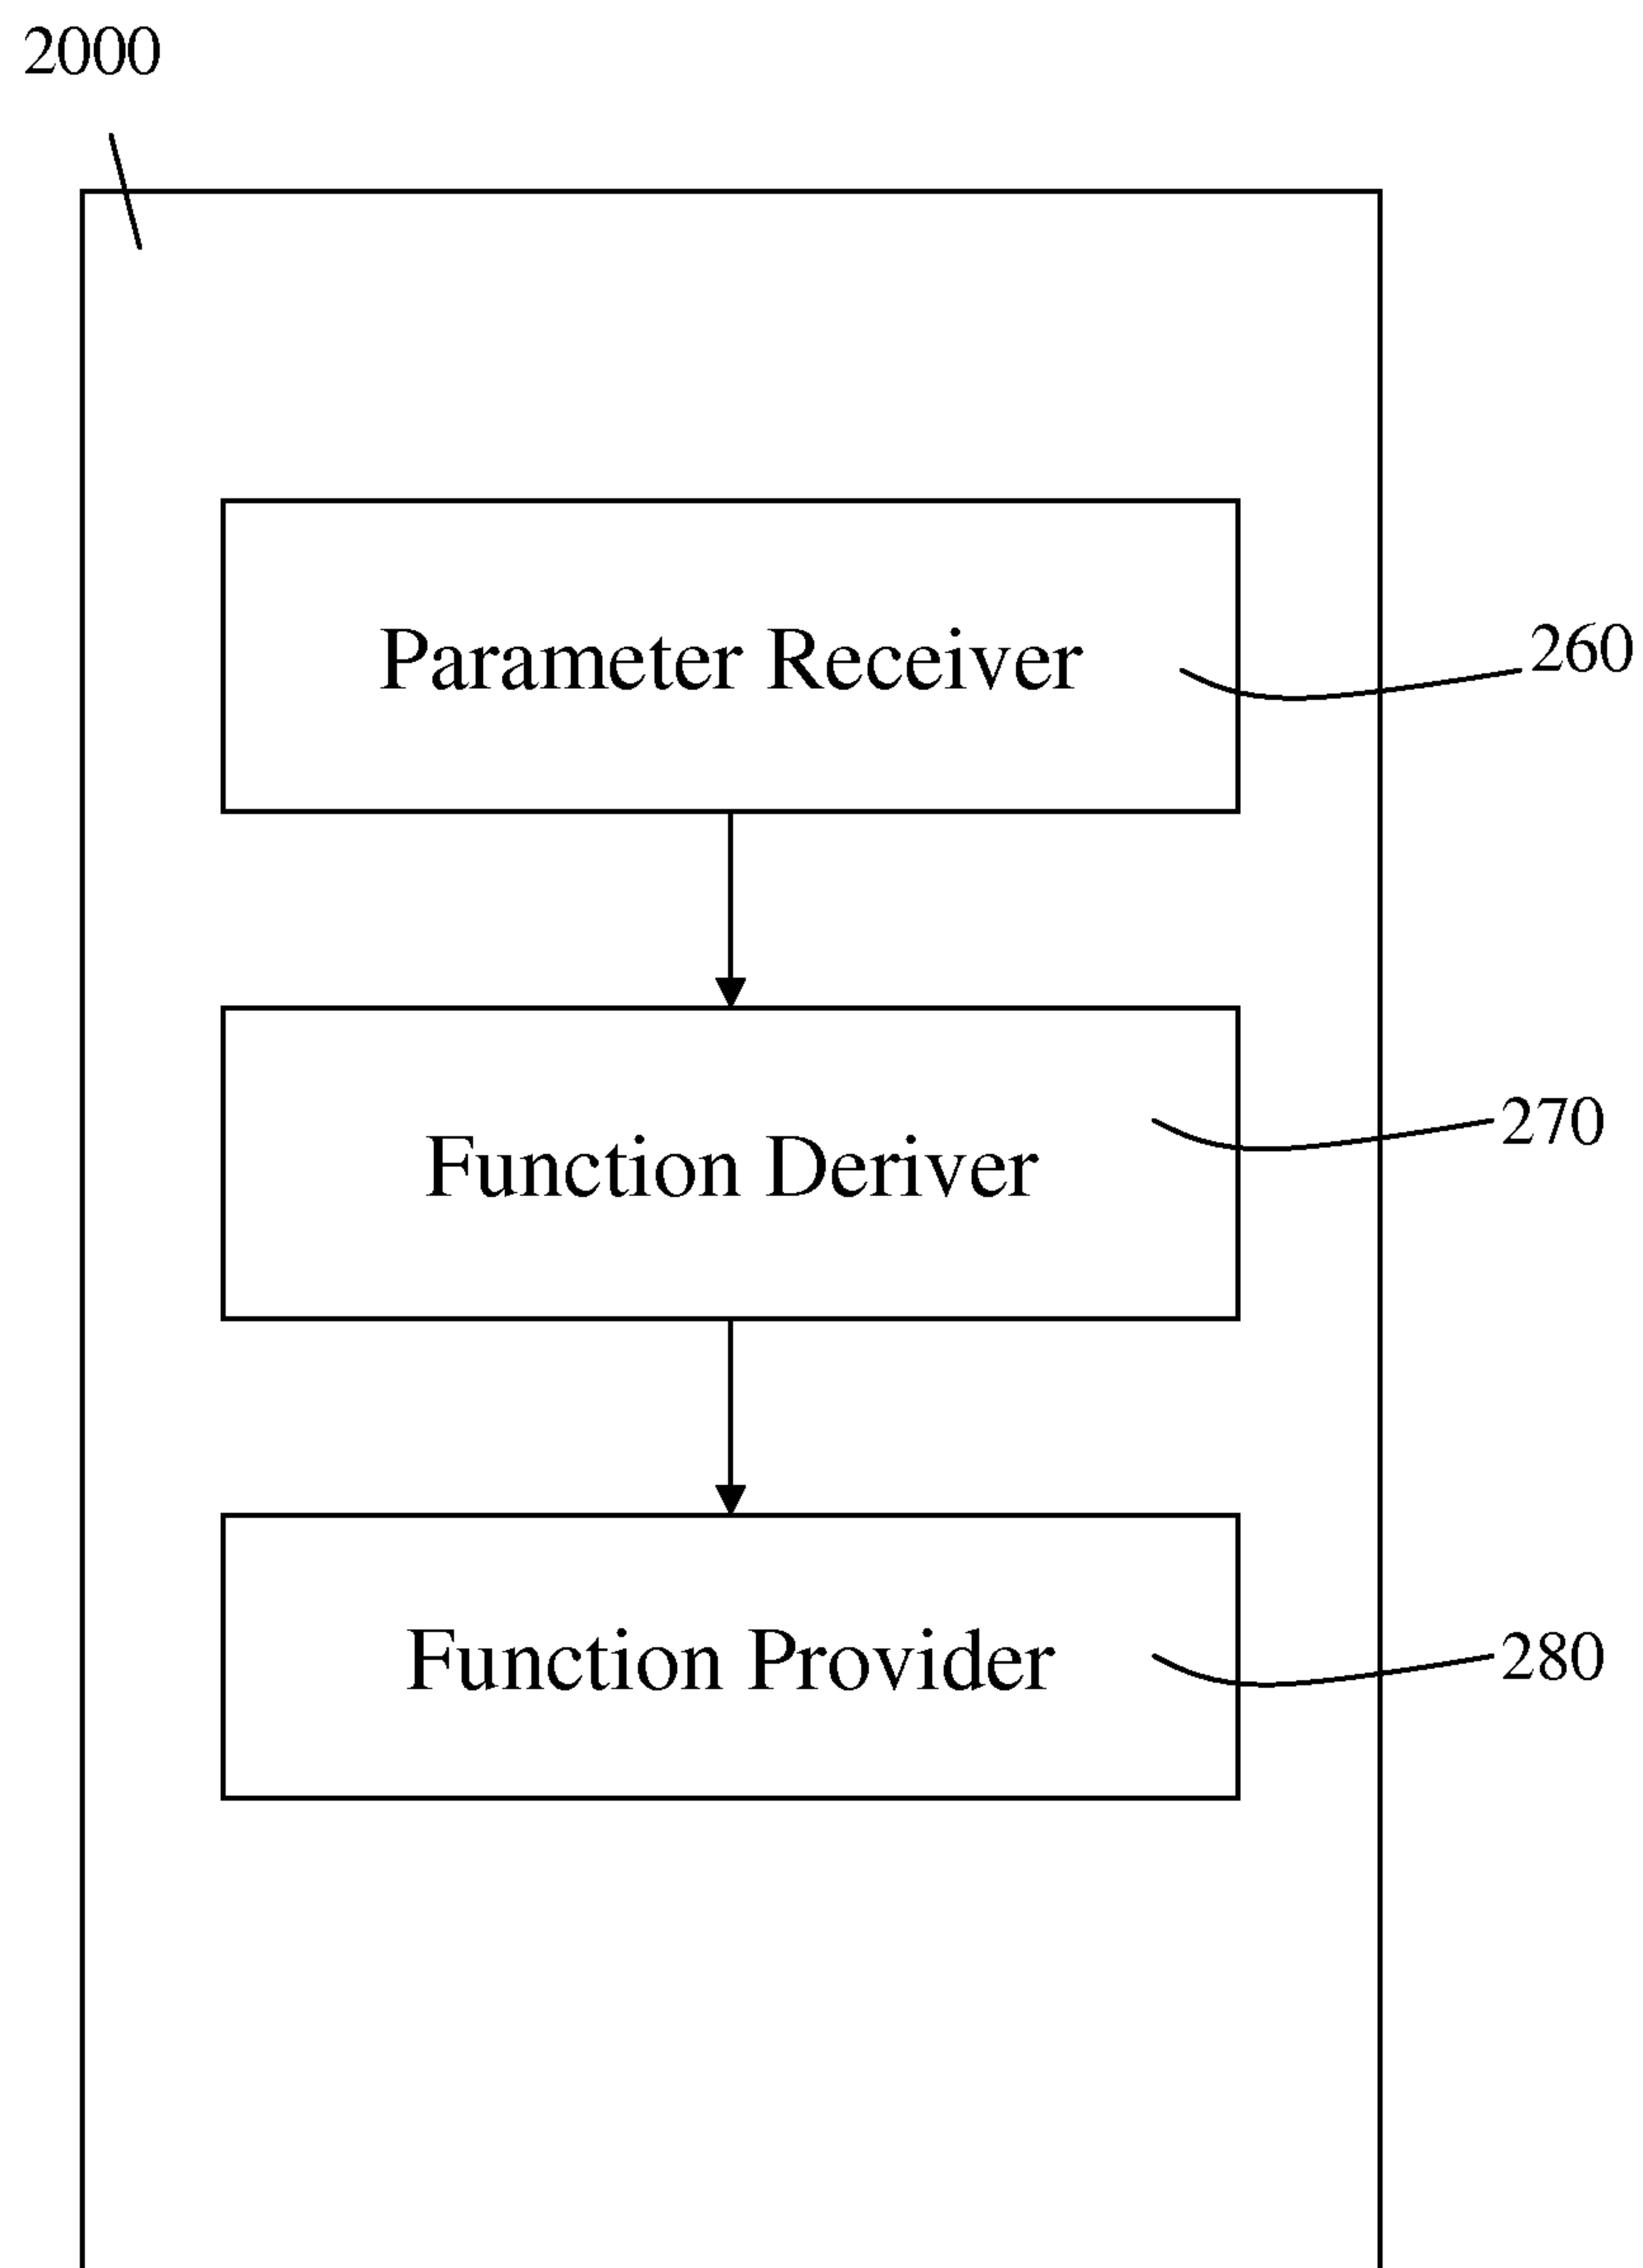 2000
Parameter Receiver
260
Function Deriver
270
Function Provider
280